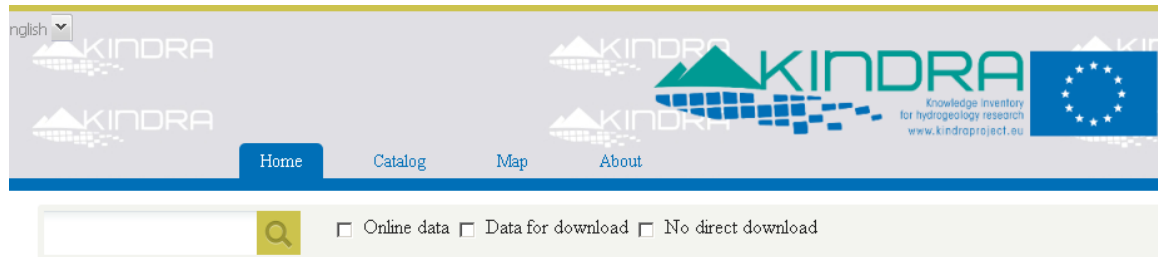 nglish
KINDRA KINDRA
KINDRA
Knowledge Inventory
for hydrogeology research
www.kindraproject.eu
KINDRA KINDRA
Home Catalog Map About
Online data Data for download No direct download